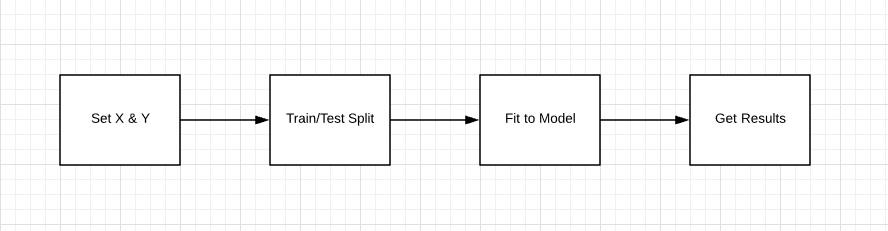 Set X & Y
Train/Test Split
Fit to Model
Get Results